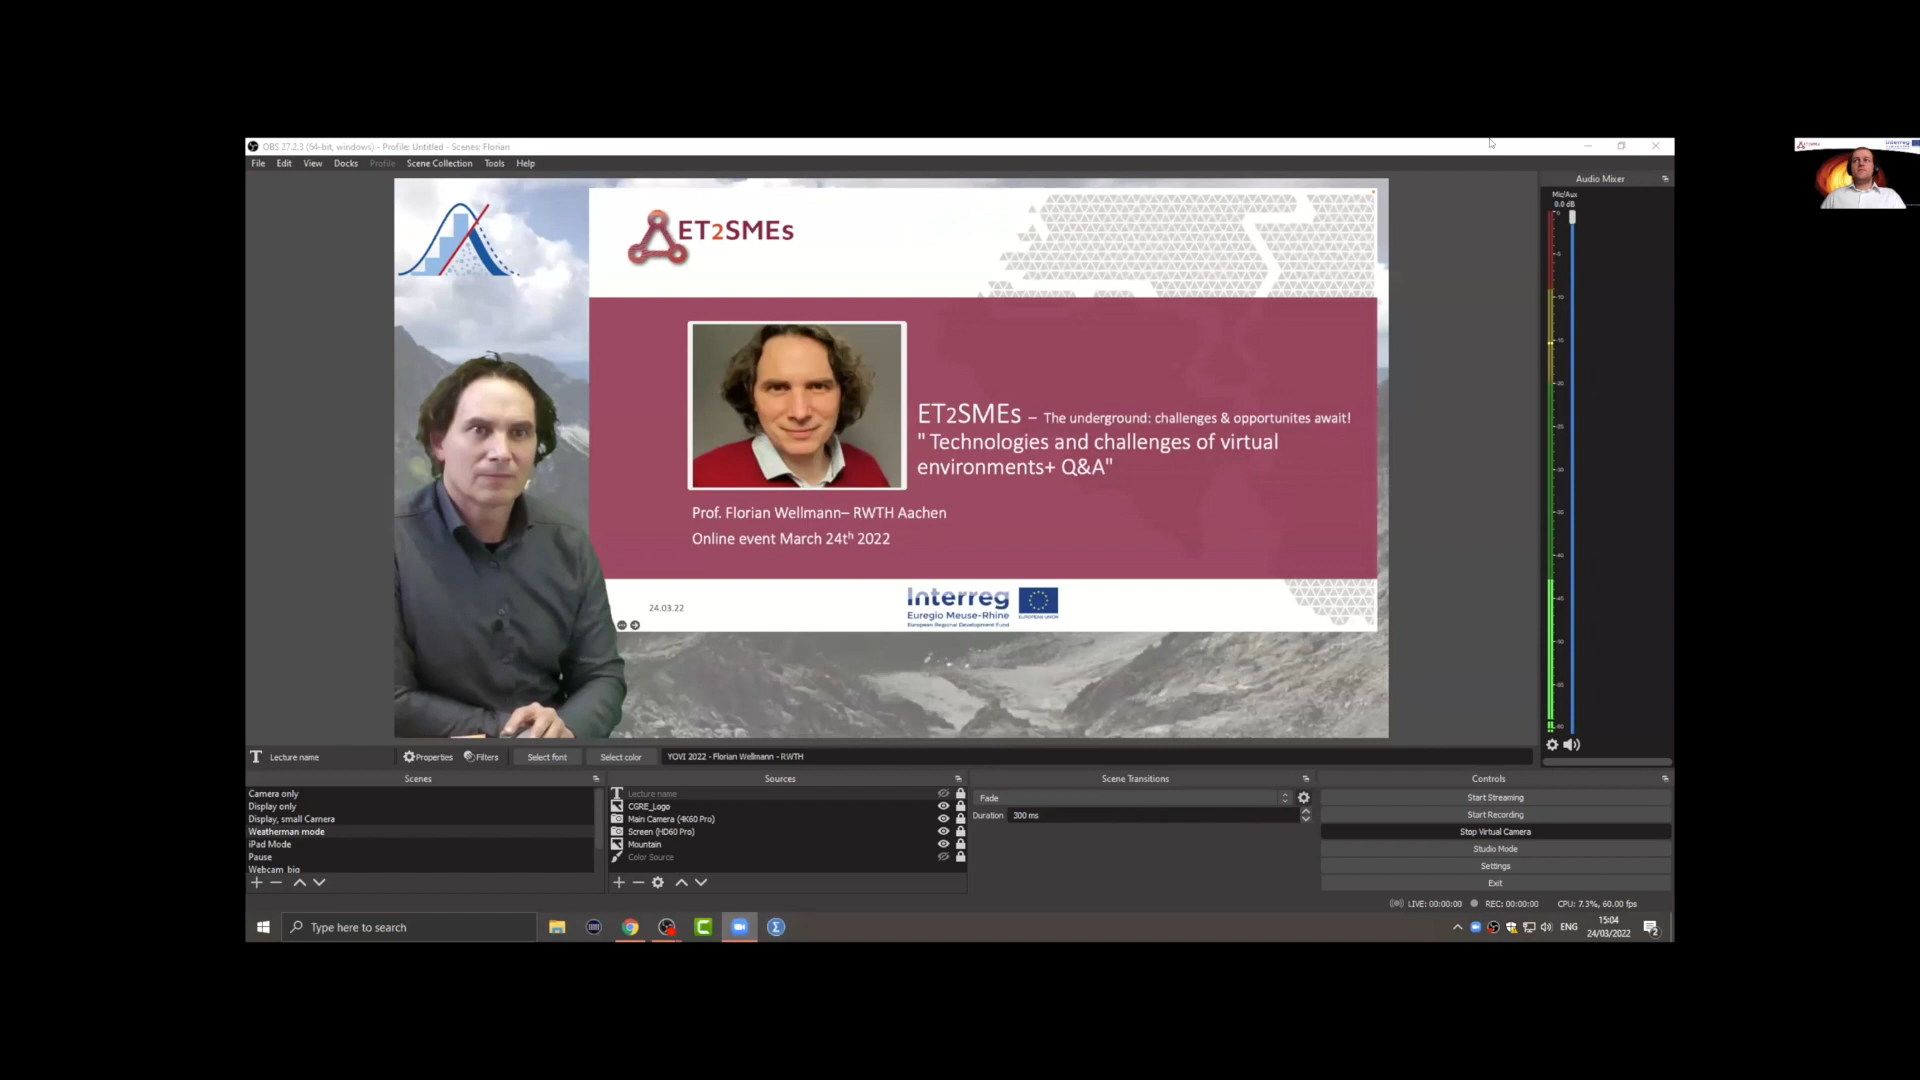 OBS 27.2.3 (64-bit, windows) - Profile: Untitled - Scenes: Florian
File Edit View Docks Profile Scene Collection Tools Help
ET2SMEs
ET2SMEs – The underground: challenges & opportunites await!
" Technologies and challenges of virtual
environments+ Q&A"
Prof. Florian Wellmann– RWTH Aachen
Online event March 24th 2022
24.03.22
Interreg
Euregio Meuse-Rhine
European Regional Development Fund
EUROPEAN UNION
Audio Mixer
Mic/Aux
0.0 dB
Lecture name
Properties
Filters
Select font
Select color
YOVI 2022 - Florian Wellmann - RWTH
Scenes
Camera only
Display only
Display, small Camera
Weatherman mode
iPad Mode
Pause
Webcam big
Sources
Lecture name
CGRE_Logo
Main Camera (4K60 Pro)
Screen (HD60 Pro)
Mountain
Color Source
Scene Transitions
Fade
Duration 300 ms
Controls
Start Streaming
Start Recording
Stop Virtual Camera
Studio Mode
Settings
Exit
LIVE: 00:00:00
REC: 00:00:00
CPU: 7.3%, 60.00 fps
Type here to search
ENG
15:04
24/03/2022
2